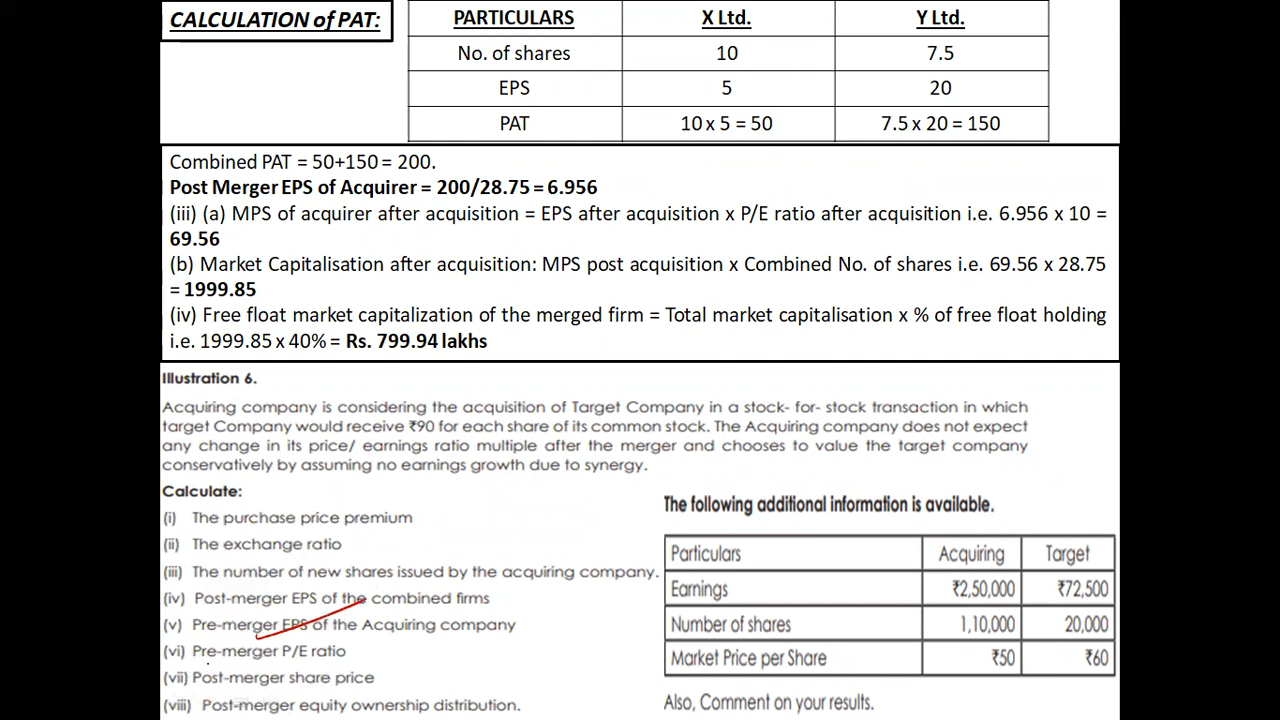 CALCULATION of PAT:
PARTICULARS X Ltd. Y Ltd.
No. of shares 10 7.5
EPS 5 20
PAT 10 x 5 = 50 7.5 x 20 = 150
Combined PAT = 50+150 = 200.
Post Merger EPS of Acquirer = 200/28.75 = 6.956
(iii) (a) MPS of acquirer after acquisition = EPS after acquisition x P/E ratio after acquisition i.e. 6.956 x 10 =
69.56
(b) Market Capitalisation after acquisition: MPS post acquisition x Combined No. of shares i.e. 69.56 x 28.75
= 1999.85
(iv) Free float market capitalization of the merged firm = Total market capitalisation x % of free float holding
i.e. 1999.85 x 40% = Rs. 799.94 lakhs
Illustration 6.
Acquiring company is considering the acquisition of Target Company in a stock- for- stock transaction in which
target Company would receive ₹90 for each share of its common stock. The Acquiring company does not expect
any change in its price/ earnings ratio multiple after the merger and chooses to value the target company
conservatively by assuming no earnings growth due to synergy.
Calculate:
(i) The purchase price premium
(ii) The exchange ratio
(iii) The number of new shares issued by the acquiring company.
(iv) Post-merger EPS of the combined firms
(v) Pre-merger EPS of the Acquiring company
(vi) Pre-merger P/E ratio
(vii) Post-merger share price
(viii) Post-merger equity ownership distribution.
The following additional information is available.
Particulars Acquiring Target
Earnings ₹2,50,000 ₹72,500
Number of shares 1,10,000 20,000
Market Price per Share ₹50 ₹60
Also, Comment on your results.